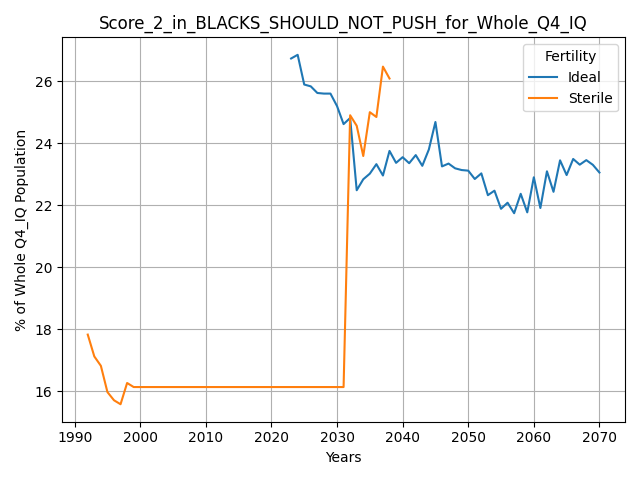 Score_2_in_BLACKS_SHOULD_NOT_PUSH_for_Whole_Q4_IQ
Fertility
Ideal
Sterile
% of Whole Q4_IQ Population
26
24
22
20
18
16
1990 2000 2010 2020 2030 2040 2050 2060 2070
Years